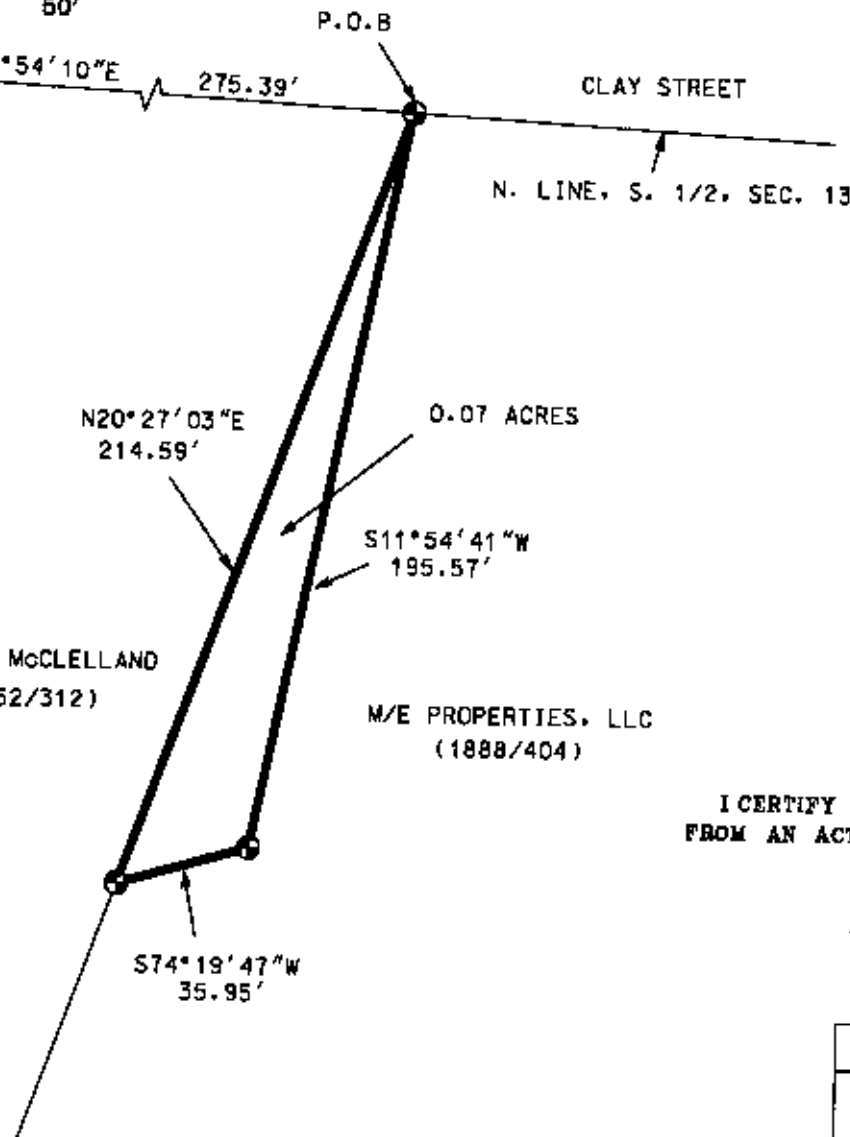 60'
P.O.B
°54'10"E
275.39'
CLAY STREET
N. LINE, S. 1/2, SEC. 13
N20°27'03"E
214.59'
0.07 ACRES
S11°54'41"W
195.57'
McCLELLAND
52/312)
M/E PROPERTIES, LLC
(1888/404)
I CERTIFY
FROM AN ACT
S74°19'47"W
35.95'